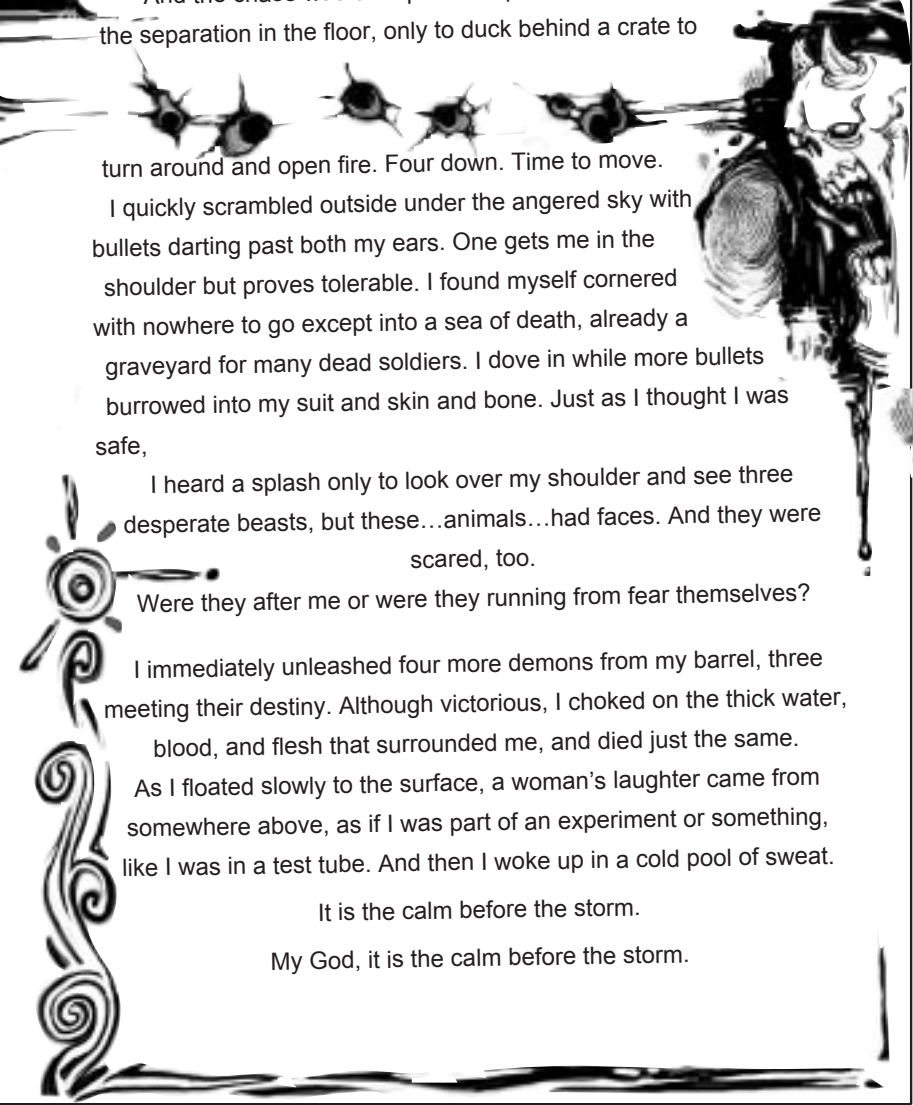 the separation in the floor, only to duck behind a crate to
turn around and open fire. Four down. Time to move.
I quickly scrambled outside under the angered sky with
bullets darting past both my ears. One gets me in the
shoulder but proves tolerable. I found myself cornered
with nowhere to go except into a sea of death, already a
graveyard for many dead soldiers. I dove in while more bullets
burrowed into my suit and skin and bone. Just as I thought I was
safe,
I heard a splash only to look over my shoulder and see three
desperate beasts, but these…animals…had faces. And they were
scared, too.
Were they after me or were they running from fear themselves?
I immediately unleashed four more demons from my barrel, three
meeting their destiny. Although victorious, I choked on the thick water,
blood, and flesh that surrounded me, and died just the same.
As I floated slowly to the surface, a woman’s laughter came from
somewhere above, as if I was part of an experiment or something,
like I was in a test tube. And then I woke up in a cold pool of sweat.
It is the calm before the storm.
My God, it is the calm before the storm.